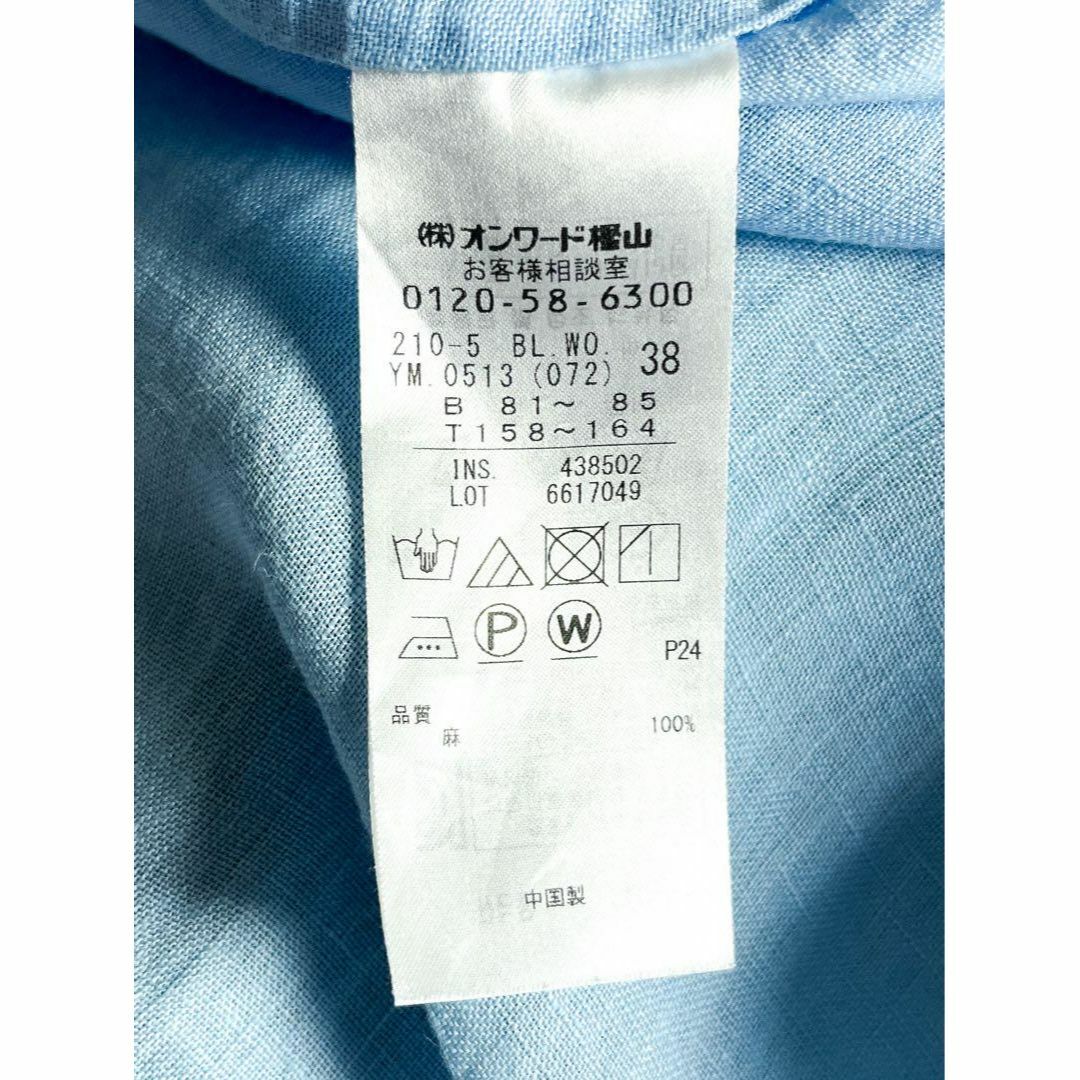 (株)オンワード樫山
お客様相談室
0120-58-6300
210-5 BL.WO.
YM.0513 (072) 38
B 81～ 85
T158～164
INS. 438502
LOT 6617049
P W
P24
品質
麻 100%
中国製